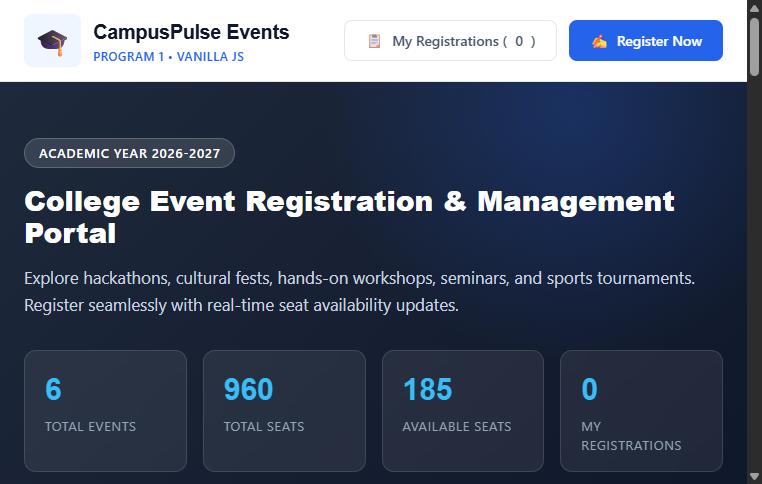 CampusPulse Events
PROGRAM 1 • VANILLA JS
My Registrations ( 0 )
Register Now
ACADEMIC YEAR 2026-2027
College Event Registration & Management
Portal
Explore hackathons, cultural fests, hands-on workshops, seminars, and sports tournaments.
Register seamlessly with real-time seat availability updates.
6
TOTAL EVENTS
960
TOTAL SEATS
185
AVAILABLE SEATS
0
MY
REGISTRATIONS